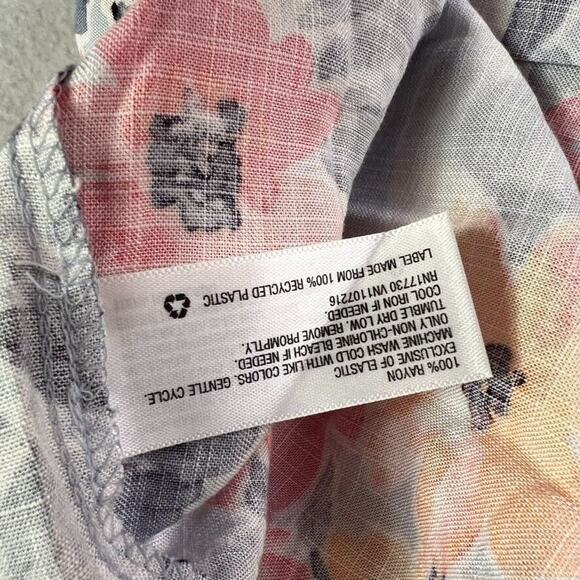 100% RAYON
EXCLUSIVE OF ELASTIC
MACHINE WASH COLD WITH LIKE COLORS. GENTLE CYCLE.
ONLY NON-CHLORINE BLEACH IF NEEDED.
TUMBLE DRY LOW. REMOVE PROMPTLY.
COOL IRON IF NEEDED.
RN17730 VN1107216
LABEL MADE FROM 100% RECYCLED PLASTIC